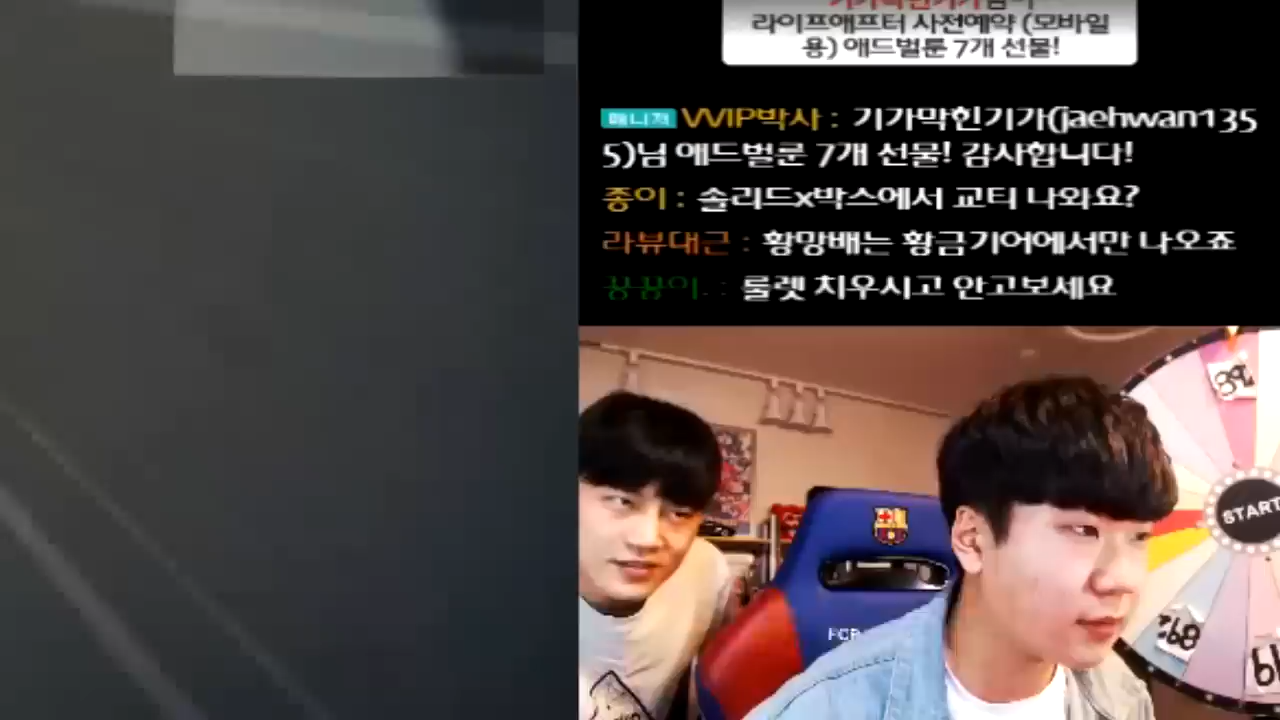 라이프애프터 사전예약 (모바일
용) 애드벌룬 7개 선물!
매니저 VVIP박사 : 기가막힌기가(jaehwan135
5)님 애드벌룬 7개 선물! 감사합니다!
종이 : 솔리드x박스에서 교티 나와요?
라뷰대근 : 황망배는 황금기어에서만 나오죠
꿍꿍이. : 룰렛 치우시고 안고보세요
START
FCB